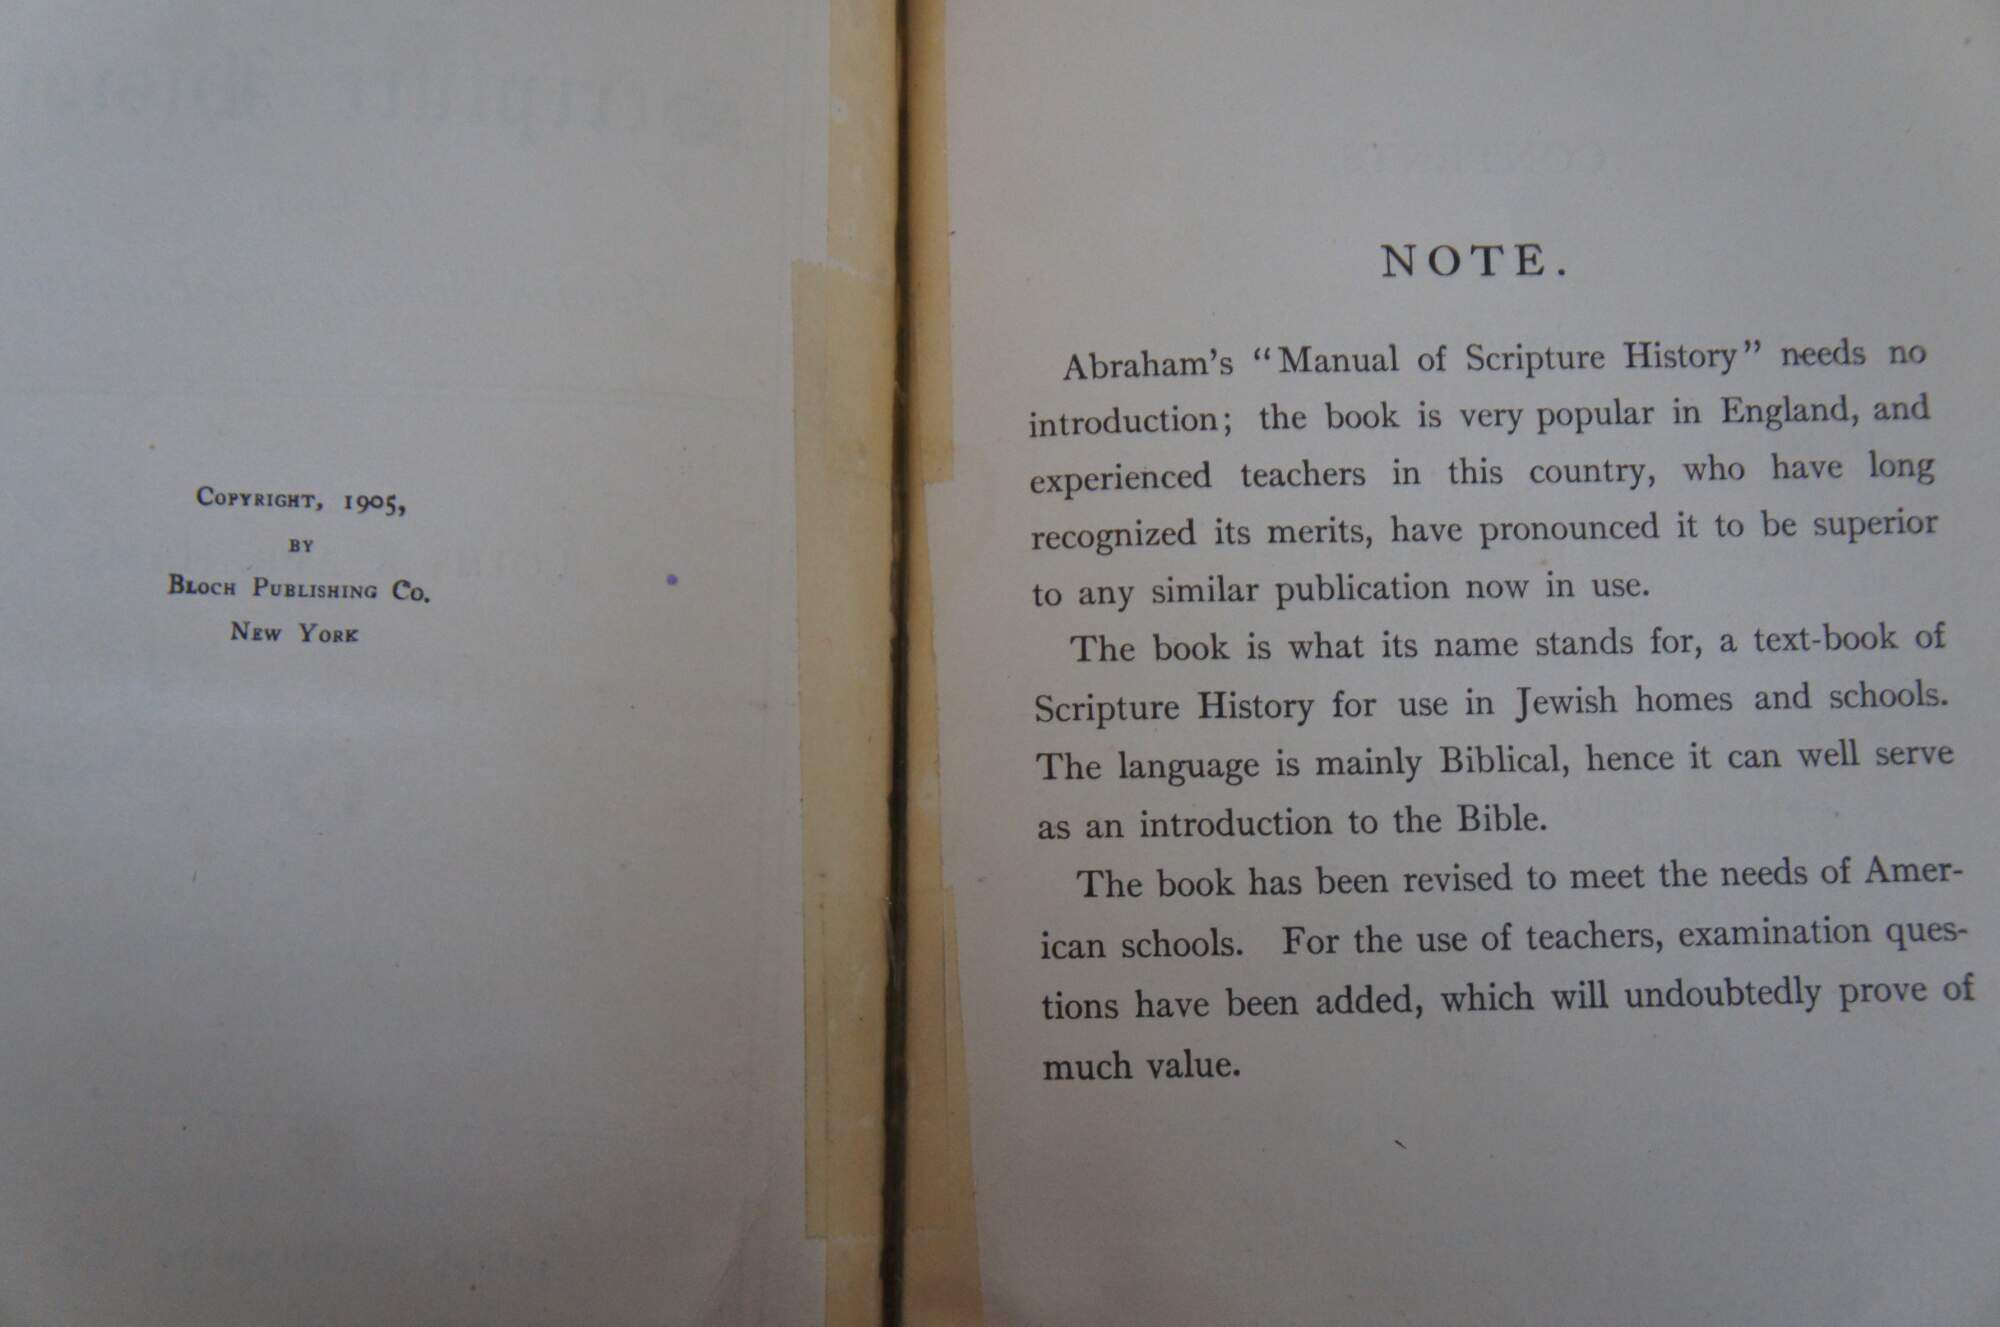 COPYRIGHT, 1905,
BY
BLOCH PUBLISHING CO.
NEW YORK
NOTE.
Abraham's "Manual of Scripture History" needs no
introduction; the book is very popular in England, and
experienced teachers in this country, who have long
recognized its merits, have pronounced it to be superior
to any similar publication now in use.
The book is what its name stands for, a text-book of
Scripture History for use in Jewish homes and schools.
The language is mainly Biblical, hence it can well serve
as an introduction to the Bible.
The book has been revised to meet the needs of Amer-
ican schools. For the use of teachers, examination ques-
tions have been added, which will undoubtedly prove of
much value.